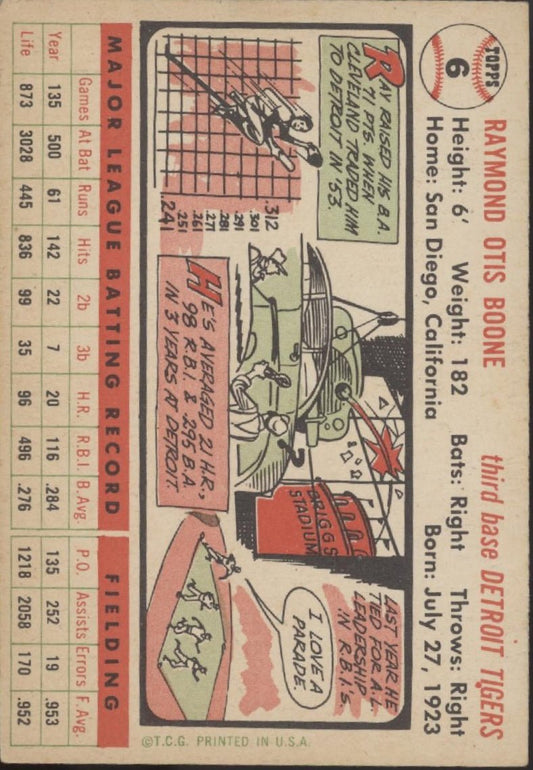 TOPPS
6
RAYMOND OTIS BOONE third base DETROIT TIGERS
Height: 6' Weight: 182 Bats: Right Throws: Right
Home: San Diego, California Born: July 27, 1923
RAY RAISED HIS B.A.
71 PTS. WHEN
CLEVELAND TRADED HIM
TO DETROIT IN '53.
.312
.301
.291
.281
.271
.261
.251
.241
HE'S AVERAGED 21 H.R.,
98 R.B.I. & .295 B.A.
IN 3 YEARS AT DETROIT.
BRIGGS
STADIUM
LAST YEAR HE
TIED FOR A.L.
LEADERSHIP
IN R.B.I'S.
I LOVE A
PARADE
MAJOR LEAGUE BATTING RECORD FIELDING
Games At Bat Runs Hits 2b 3b H.R. R.B.I. B.Avg. P.O. Assists Errors F.Avg.
Year 135 500 61 142 22 7 20 116 .284 135 252 19 .953
Life 873 3028 445 836 99 35 96 496 .276 1218 2058 170 .952
©T.C.G. PRINTED IN U.S.A.